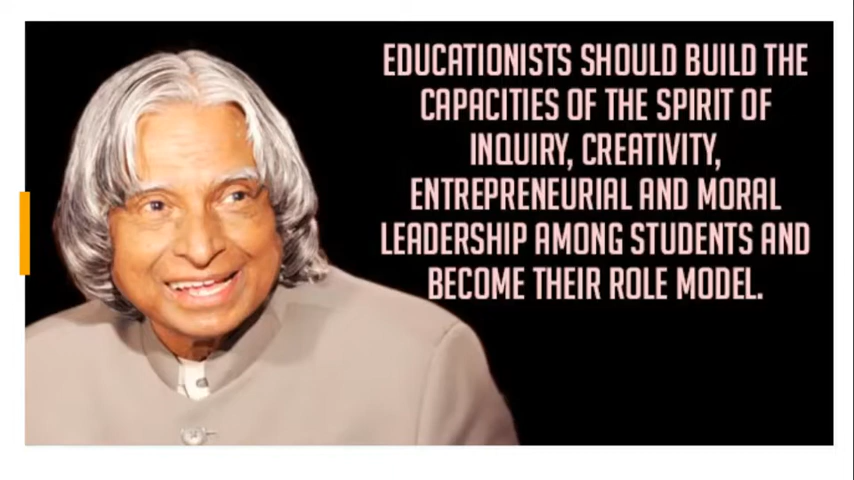 EDUCATIONISTS SHOULD BUILD THE
CAPACITIES OF THE SPIRIT OF
INQUIRY, CREATIVITY,
ENTREPRENEURIAL AND MORAL
LEADERSHIP AMONG STUDENTS AND
BECOME THEIR ROLE MODEL.